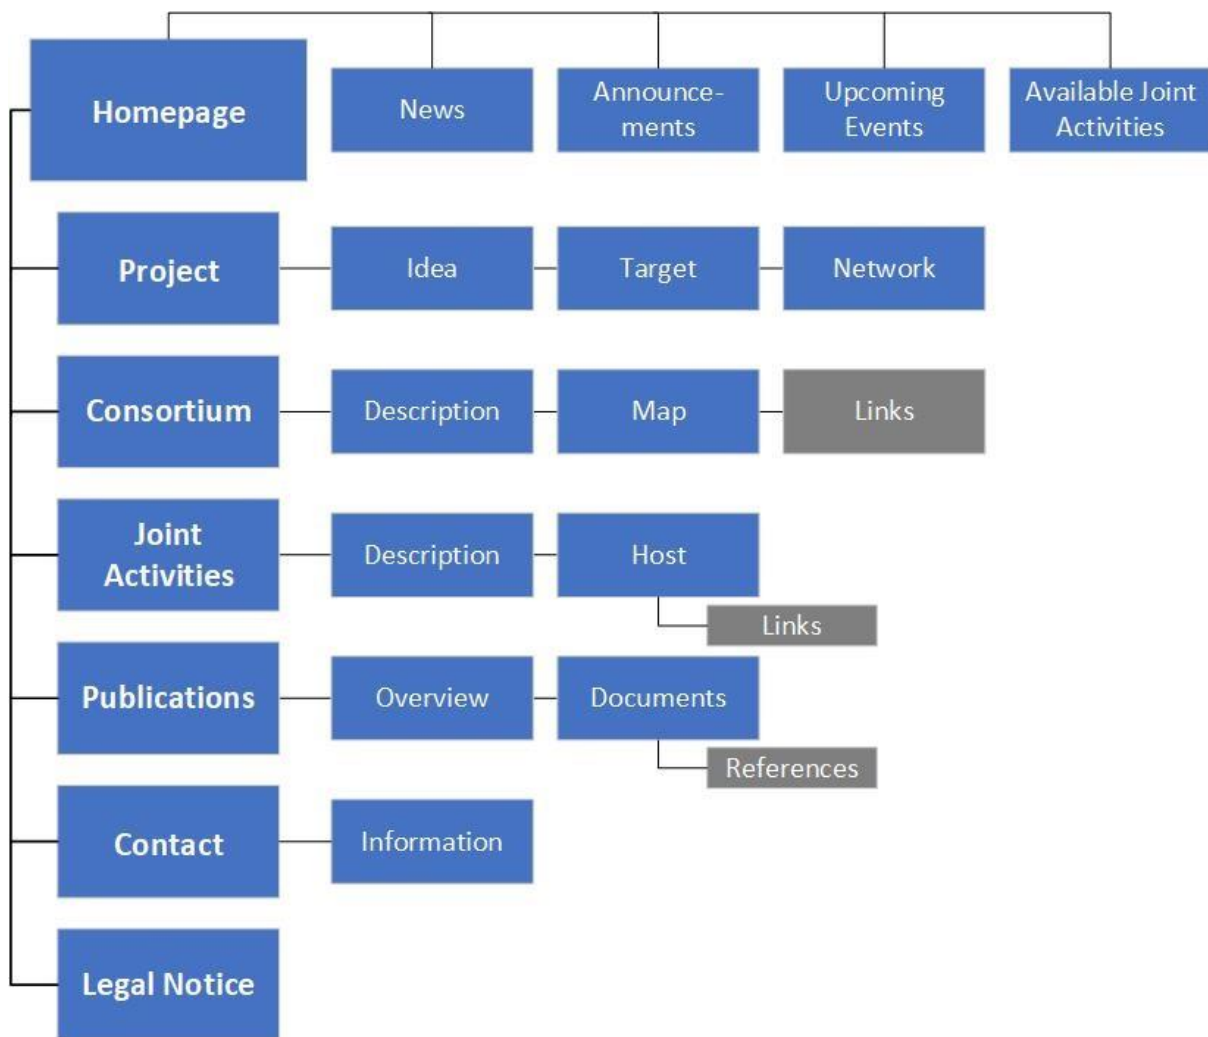 Homepage
News
Announce-
ments
Upcoming
Events
Available Joint
Activities
Project
Idea
Target
Network
Consortium
Description
Map
Links
Joint
Activities
Description
Host
Links
Publications
Overview
Documents
References
Contact
Information
Legal Notice